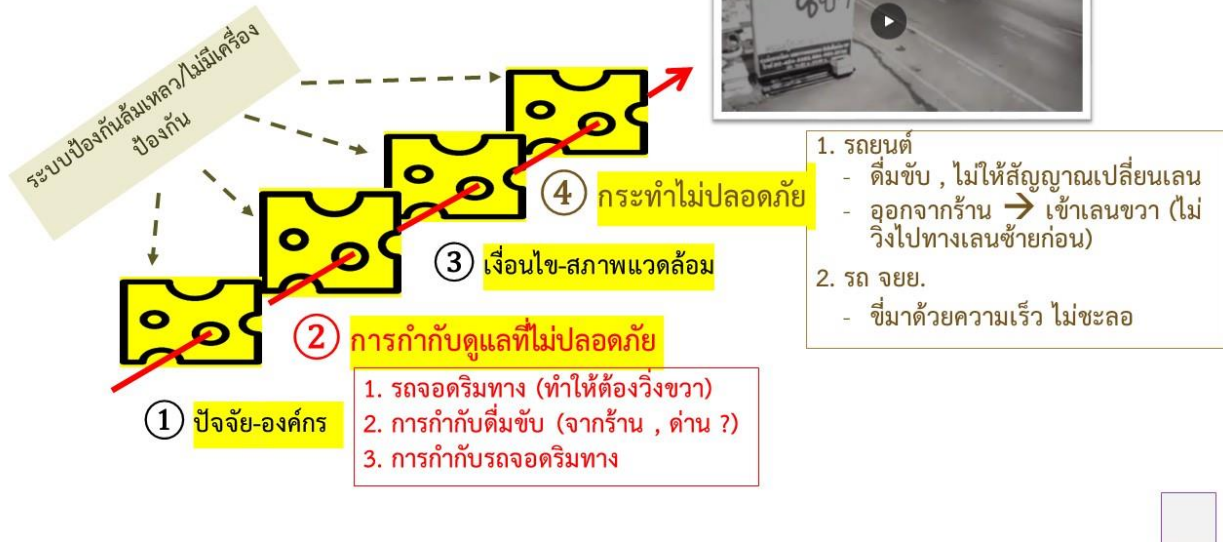 ระบบป้องกันล้มเหลว/ไม่มีเครื่อง
ป้องกัน
④ กระทำไม่ปลอดภัย
③ เงื่อนไข-สภาพแวดล้อม
② การกำกับดูแลที่ไม่ปลอดภัย
1. รถจอดริมทาง (ทำให้ต้องวิ่งขวา)
2. การกำกับดื่มขับ (จากร้าน , ด่าน ?)
3. การกำกับรถจอดริมทาง
① ปัจจัย-องค์กร
1. รถยนต์
- ดื่มขับ , ไม่ให้สัญญาณเปลี่ยนเลน
- ออกจากร้าน → เข้าเลนขวา (ไม่
วิ่งไปทางเลนซ้ายก่อน)
2. รถ จยย.
- ขี่มาด้วยความเร็ว ไม่ชะลอ